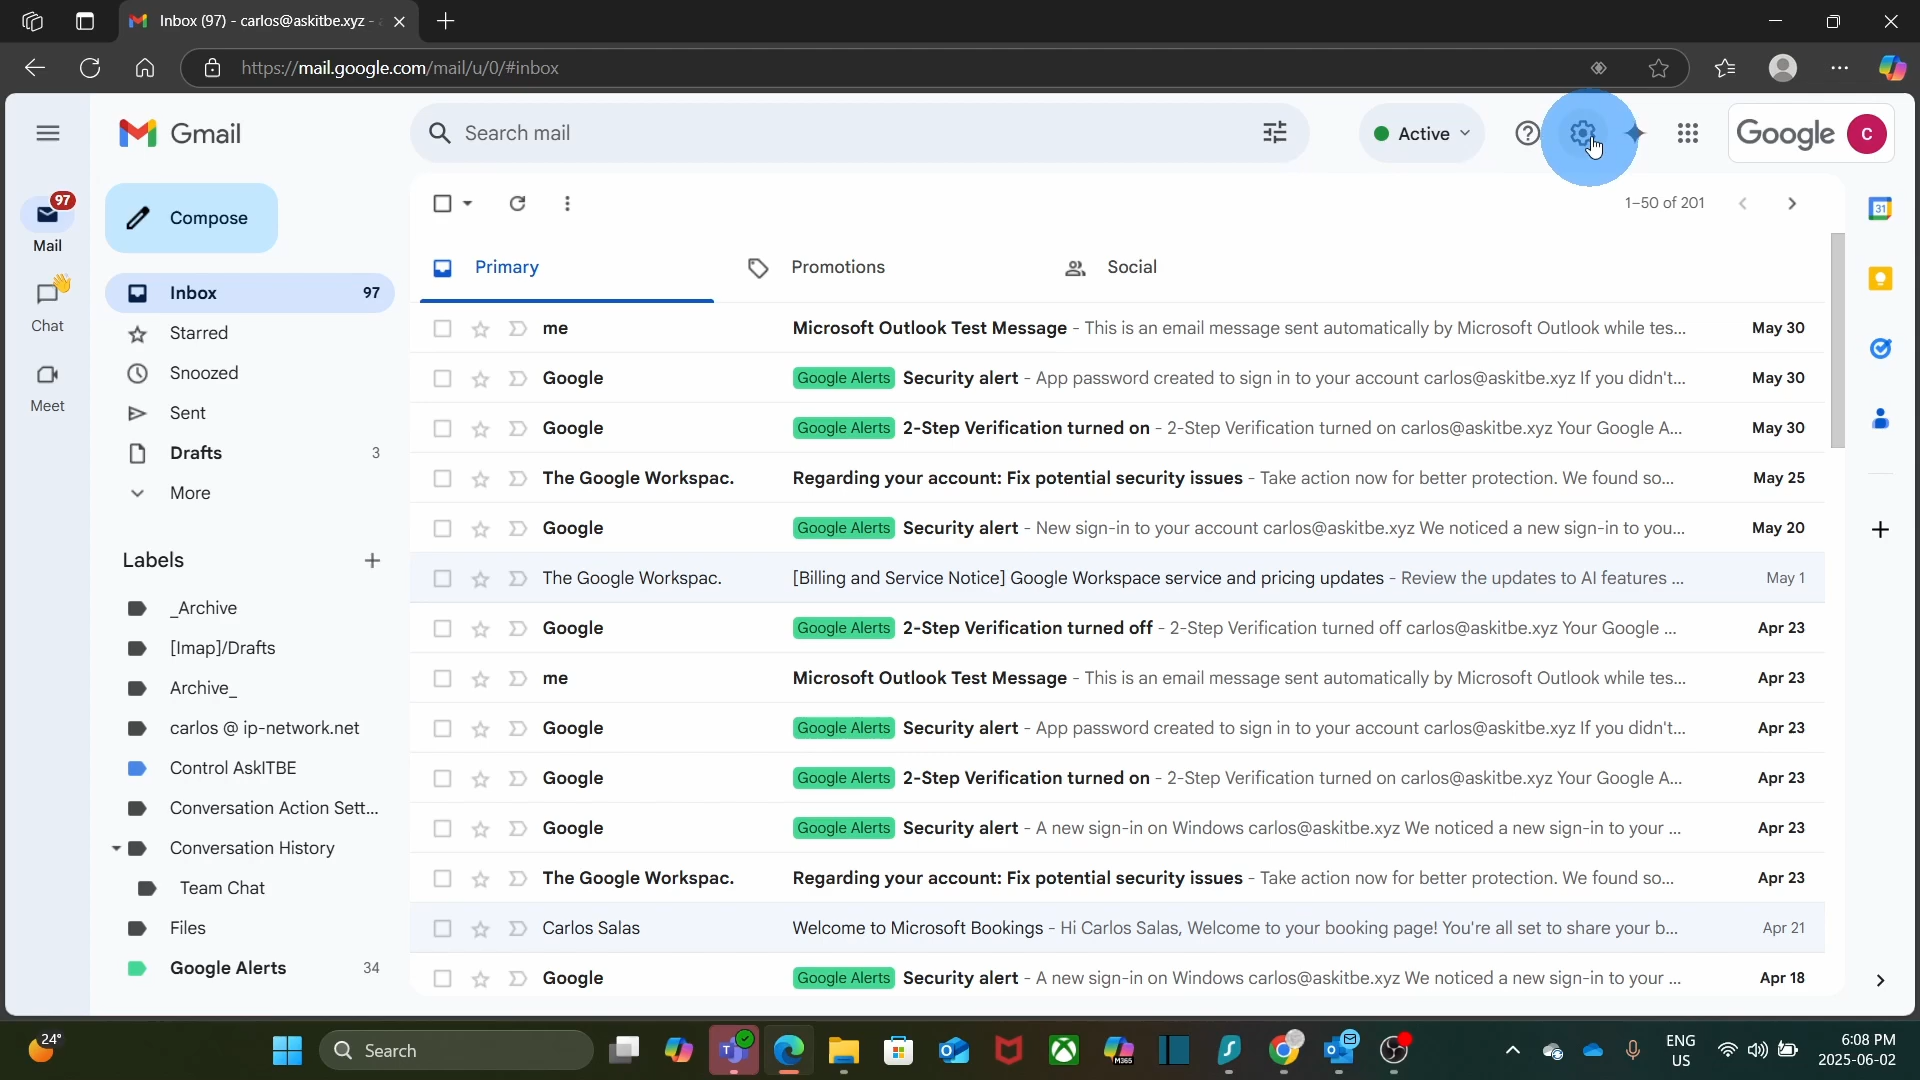 Inbox (97) - carlos@askitbe.xyz -
https://mail.google.com/mail/u/0/#inbox
Gmail
Search mail
Active
Google C
97
Mail
Chat
Meet
Compose
Inbox 97
Starred
Snoozed
Sent
Drafts 3
More
Labels
_Archive
[Imap]/Drafts
Archive_
carlos @ ip-network.net
Control AskITBE
Conversation Action Sett...
Conversation History
Team Chat
Files
Google Alerts 34
1–50 of 201
Primary Promotions Social
me Microsoft Outlook Test Message - This is an email message sent automatically by Microsoft Outlook while tes... May 30
Google Google Alerts Security alert - App password created to sign in to your account carlos@askitbe.xyz If you didn't... May 30
Google Google Alerts 2-Step Verification turned on - 2-Step Verification turned on carlos@askitbe.xyz Your Google A... May 30
The Google Workspac. Regarding your account: Fix potential security issues - Take action now for better protection. We found so... May 25
Google Google Alerts Security alert - New sign-in to your account carlos@askitbe.xyz We noticed a new sign-in to you... May 20
The Google Workspac. [Billing and Service Notice] Google Workspace service and pricing updates - Review the updates to AI features ... May 1
Google Google Alerts 2-Step Verification turned off - 2-Step Verification turned off carlos@askitbe.xyz Your Google ... Apr 23
me Microsoft Outlook Test Message - This is an email message sent automatically by Microsoft Outlook while tes... Apr 23
Google Google Alerts Security alert - App password created to sign in to your account carlos@askitbe.xyz If you didn't... Apr 23
Google Google Alerts 2-Step Verification turned on - 2-Step Verification turned on carlos@askitbe.xyz Your Google A... Apr 23
Google Google Alerts Security alert - A new sign-in on Windows carlos@askitbe.xyz We noticed a new sign-in to your ... Apr 23
The Google Workspac. Regarding your account: Fix potential security issues - Take action now for better protection. We found so... Apr 23
Carlos Salas Welcome to Microsoft Bookings - Hi Carlos Salas, Welcome to your booking page! You're all set to share your b... Apr 21
Google Google Alerts Security alert - A new sign-in on Windows carlos@askitbe.xyz We noticed a new sign-in to your ... Apr 18
31
24°
Search
M365
ENG
US
6:08 PM
2025-06-02